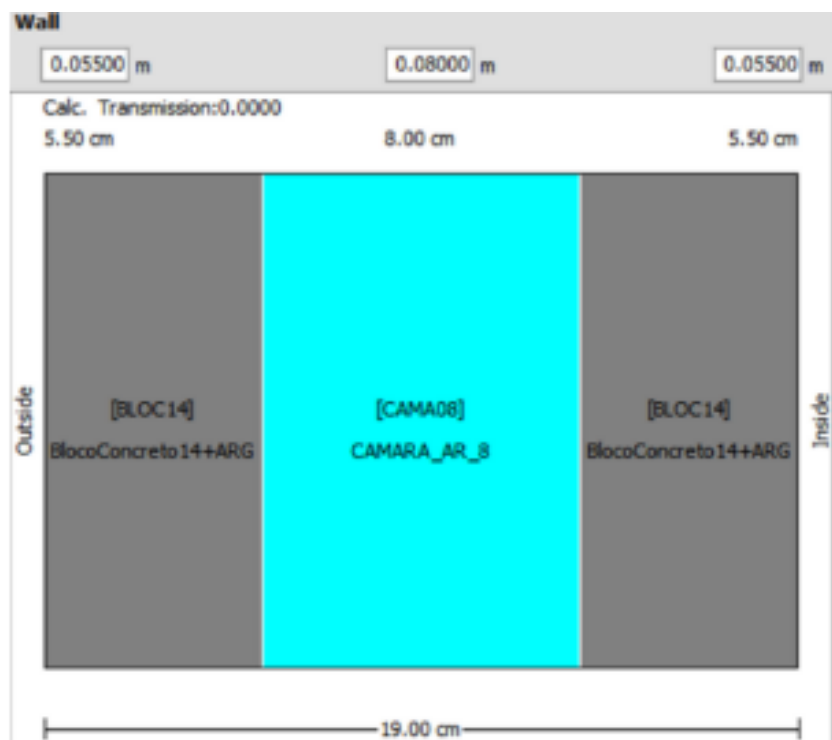 Wall
0.05500 m 0.08000 m 0.05500 m
Calc. Transmission:0.0000
5.50 cm 8.00 cm 5.50 cm
Outside
[BLOC14] [CAMA08] [BLOC14]
BlocoConcreto14+ARG CAMARA_AR_8 BlocoConcreto14+ARG
Inside
19.00 cm